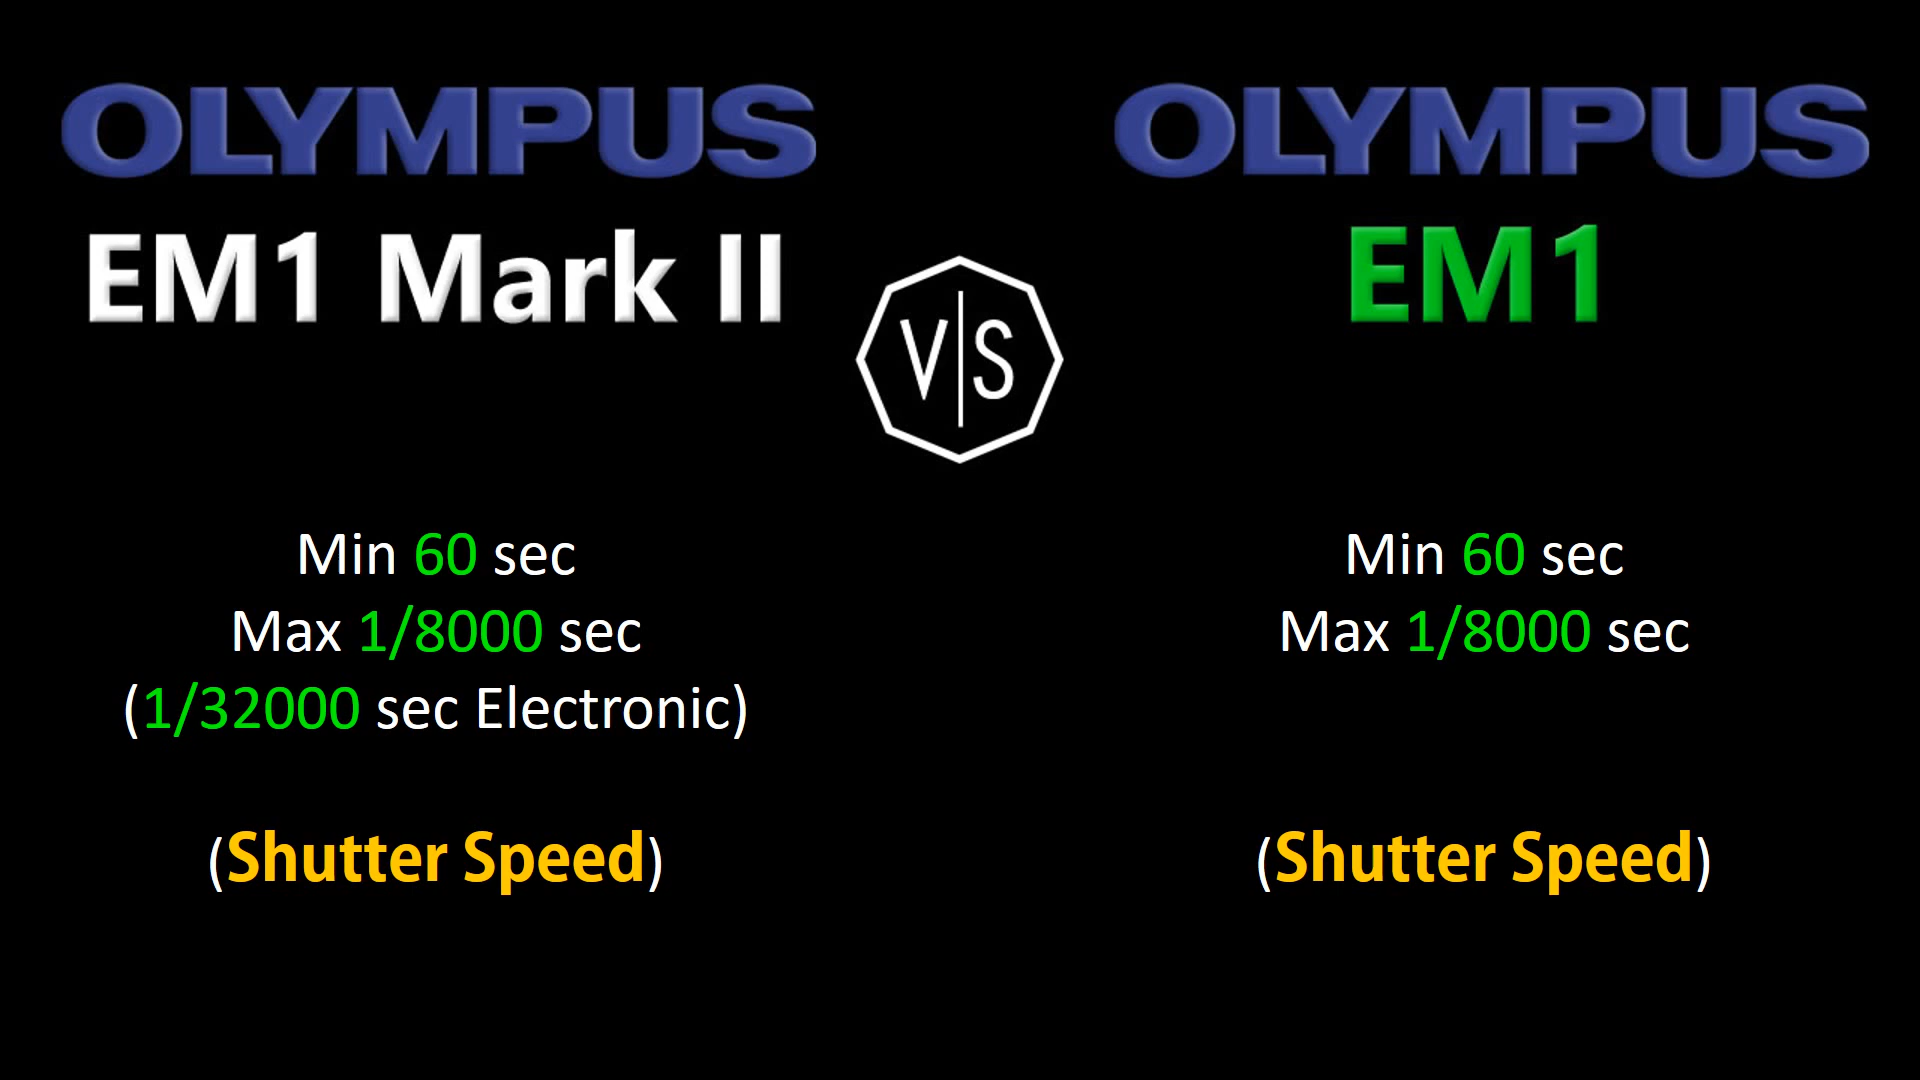 OLYMPUS
EM1 Mark II
Min 60 sec
Max 1/8000 sec
(1/32000 sec Electronic)
(Shutter Speed)
V|S
OLYMPUS
EM1
Min 60 sec
Max 1/8000 sec
(Shutter Speed)